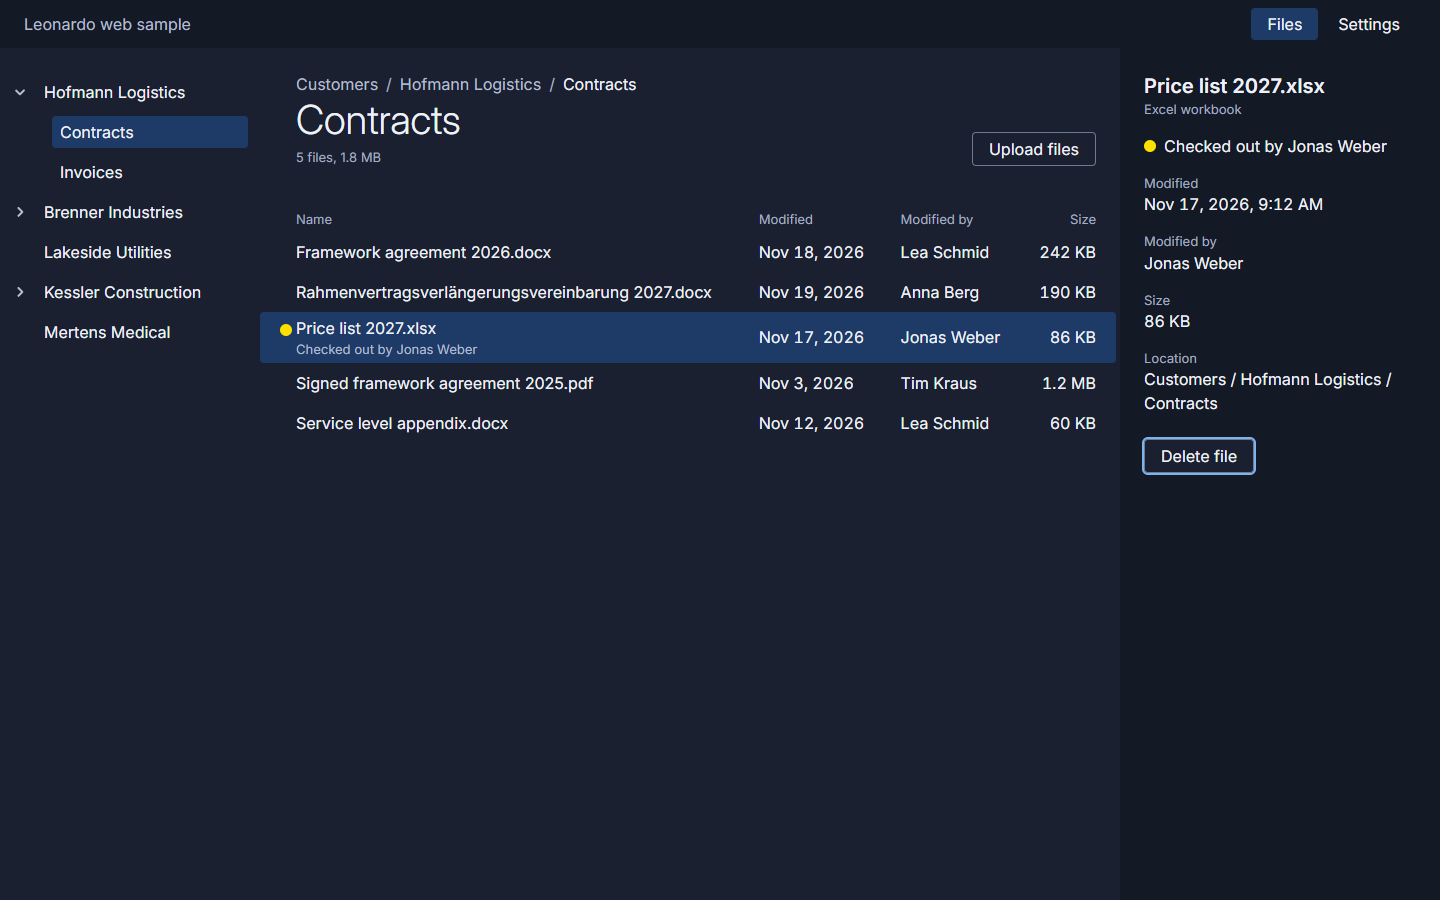 Leonardo web sample
Files
Settings
Hofmann Logistics
Contracts
Invoices
Brenner Industries
Lakeside Utilities
Kessler Construction
Mertens Medical
Customers / Hofmann Logistics / Contracts
Contracts
5 files, 1.8 MB
Upload files
Name Modified Modified by Size
Framework agreement 2026.docx Nov 18, 2026 Lea Schmid 242 KB
Rahmenvertragsverlängerungsvereinbarung 2027.docx Nov 19, 2026 Anna Berg 190 KB
Price list 2027.xlsx Nov 17, 2026 Jonas Weber 86 KB
Checked out by Jonas Weber
Signed framework agreement 2025.pdf Nov 3, 2026 Tim Kraus 1.2 MB
Service level appendix.docx Nov 12, 2026 Lea Schmid 60 KB
Price list 2027.xlsx
Excel workbook
Checked out by Jonas Weber
Modified
Nov 17, 2026, 9:12 AM
Modified by
Jonas Weber
Size
86 KB
Location
Customers / Hofmann Logistics /
Contracts
Delete file